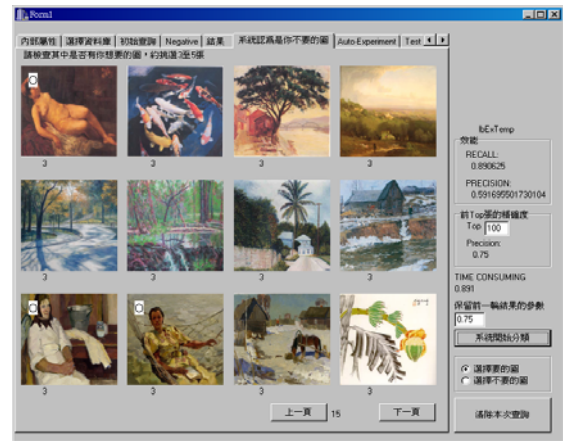 Form1
內部屬性 選擇資料庫 初始查詢 Negative 結果 系統認為是你不要的圖 Auto-Experiment Test
請檢查其中是否有你想要的圖，約挑選3至5張
O
3 3 3 3
3 3 3 3
O O
3 3 3 3
上一頁 15 下一頁
lbExTemp
效能
RECALL:
0.890625
PRECISION:
0.591695501730104
前Top張的精確度
Top 100
Precision:
0.75
TIME CONSUMING
0.891
保留前一輪結果的參數
0.75
系統開始分類
選擇要的圖
選擇不要的圖
清除本次查詢